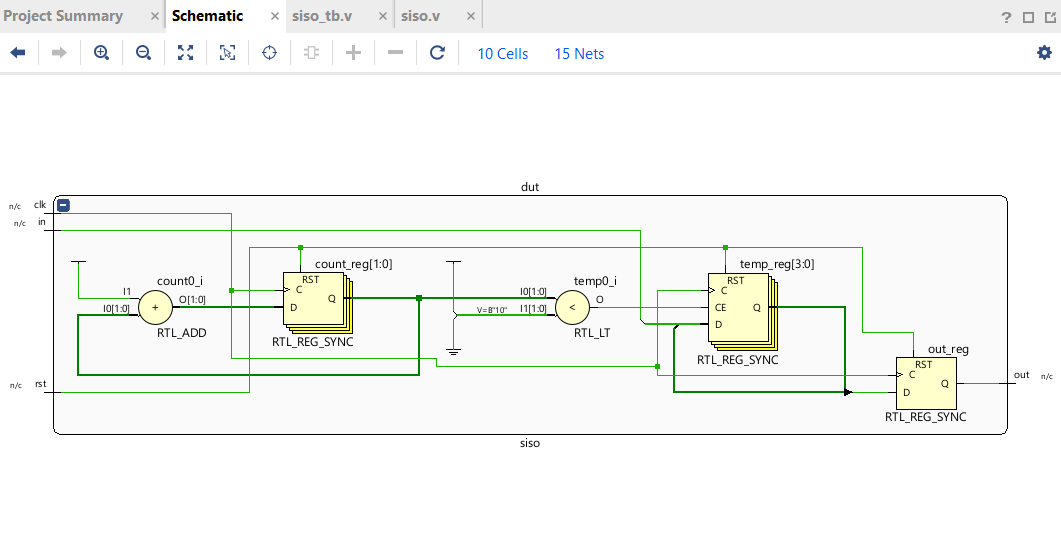 Project Summary × Schematic × siso_tb.v × siso.v ×
? 
10 Cells 15 Nets
dut
n/c clk
n/c in
count0_i
I1
I0[1:0]
+
O[1:0]
RTL_ADD
count_reg[1:0]
RST
C
D
Q
RTL_REG_SYNC
temp0_i
I0[1:0]
V=B"10" I1[1:0]
<
O
RTL_LT
temp_reg[3:0]
RST
C
CE
D
Q
RTL_REG_SYNC
n/c rst
out_reg
RST
C
D
Q
RTL_REG_SYNC
out n/c
siso